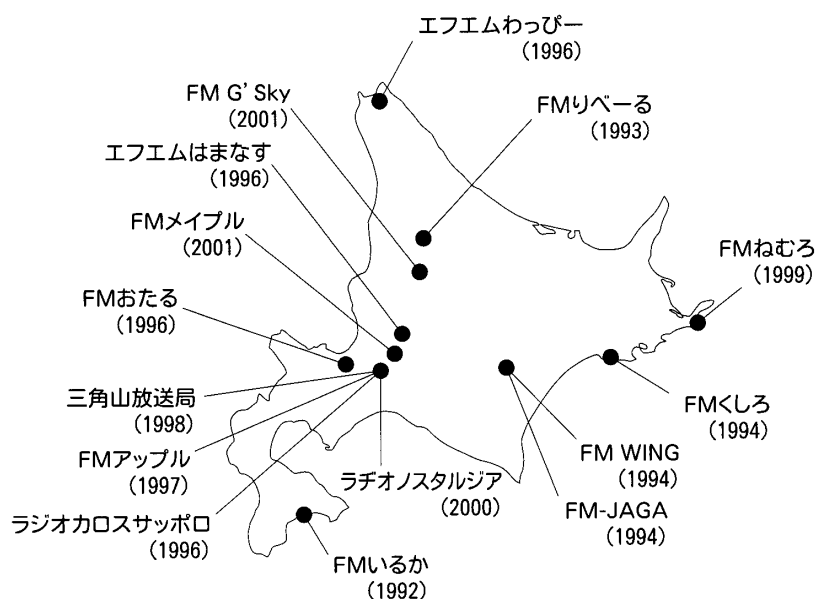 エフエムわっぴー
(1996)
FM G'Sky
(2001)
FMりべーる
(1993)
エフエムはまなす
(1996)
FMメイプル
(2001)
FMねむろ
(1999)
FMおたる
(1996)
三角山放送局
(1998)
FMくしろ
(1994)
FMアップル
(1997)
ラヂオノスタルジア
(2000)
FM WING
(1994)
ラジオカロスサッポロ
(1996)
FM-JAGA
(1994)
FMいるか
(1992)